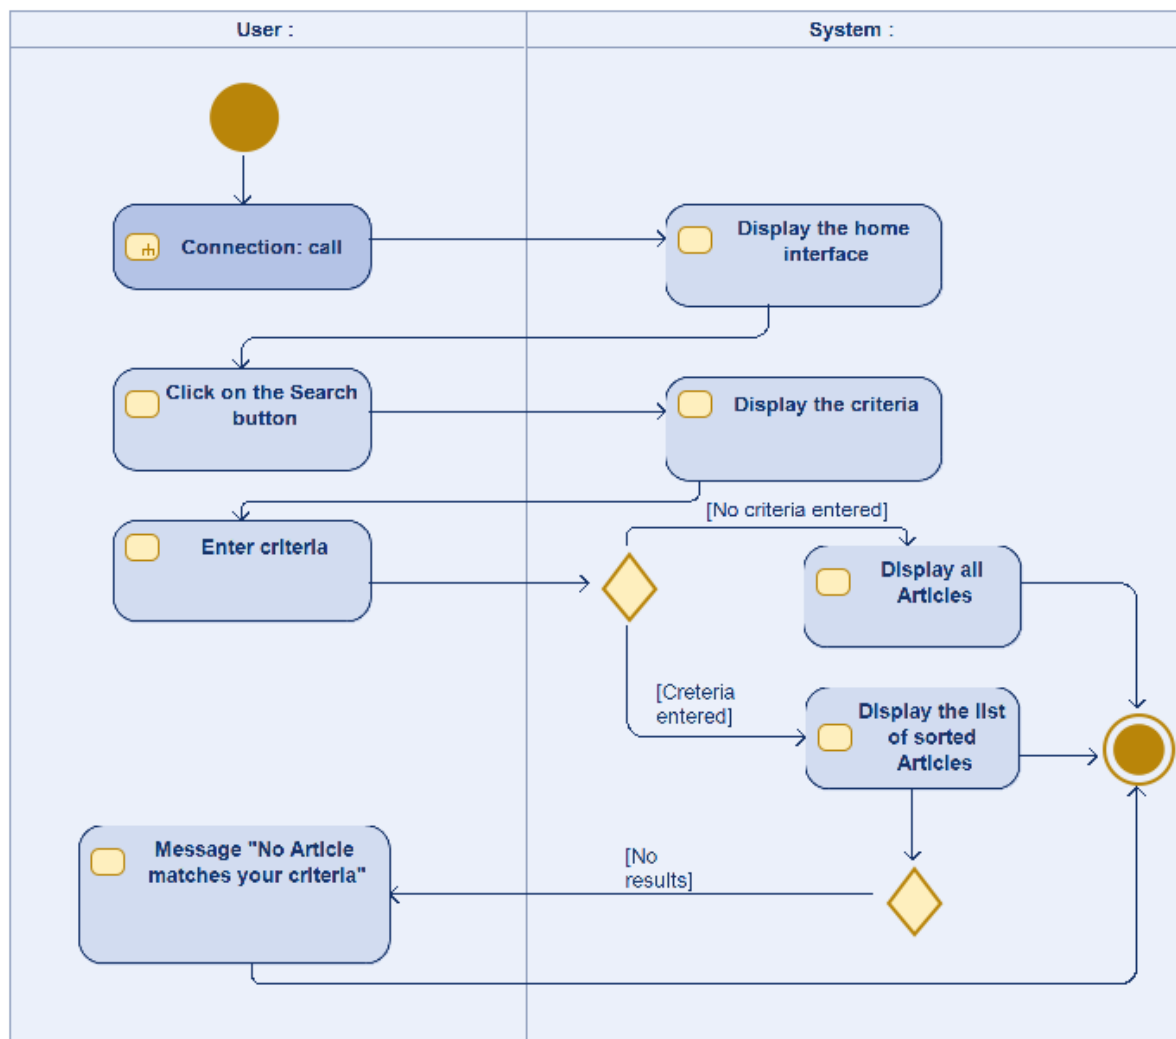 User :
System :
Connection: call
Display the home
interface
Click on the Search
button
Display the criteria
[No criteria entered]
Enter criteria
Display all
Articles
[Creteria
entered]
Display the list
of sorted
Articles
Message "No Article
matches your criteria"
[No
results]